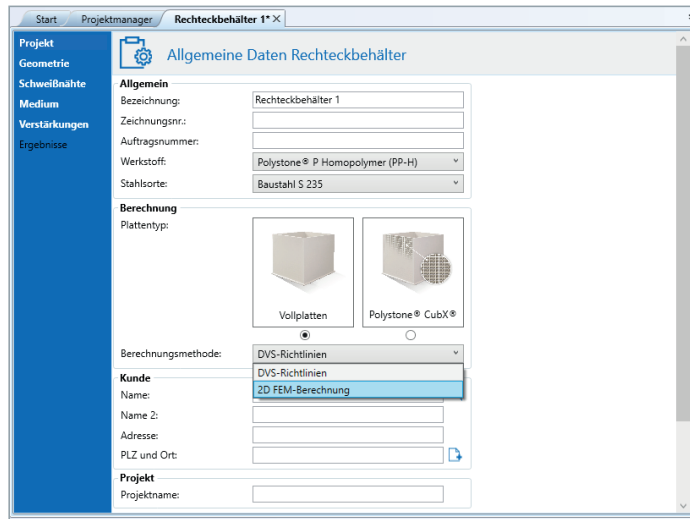 Start Projektmanager Rechteckbehälter 1*
Projekt
Geometrie
Schweißnähte
Medium
Verstärkungen
Ergebnisse
Allgemeine Daten Rechteckbehälter
Allgemein
Bezeichnung: Rechteckbehälter 1
Zeichnungsnr.:
Auftragsnummer:
Werkstoff: Polystone® P Homopolymer (PP-H)
Stahlsorte: Baustahl S 235
Berechnung
Plattentyp:
Vollplatten Polystone® CubX®
Berechnungsmethode: DVS-Richtlinien
DVS-Richtlinien
2D FEM-Berechnung
Kunde
Name:
Name 2:
Adresse:
PLZ und Ort:
Projekt
Projektname: